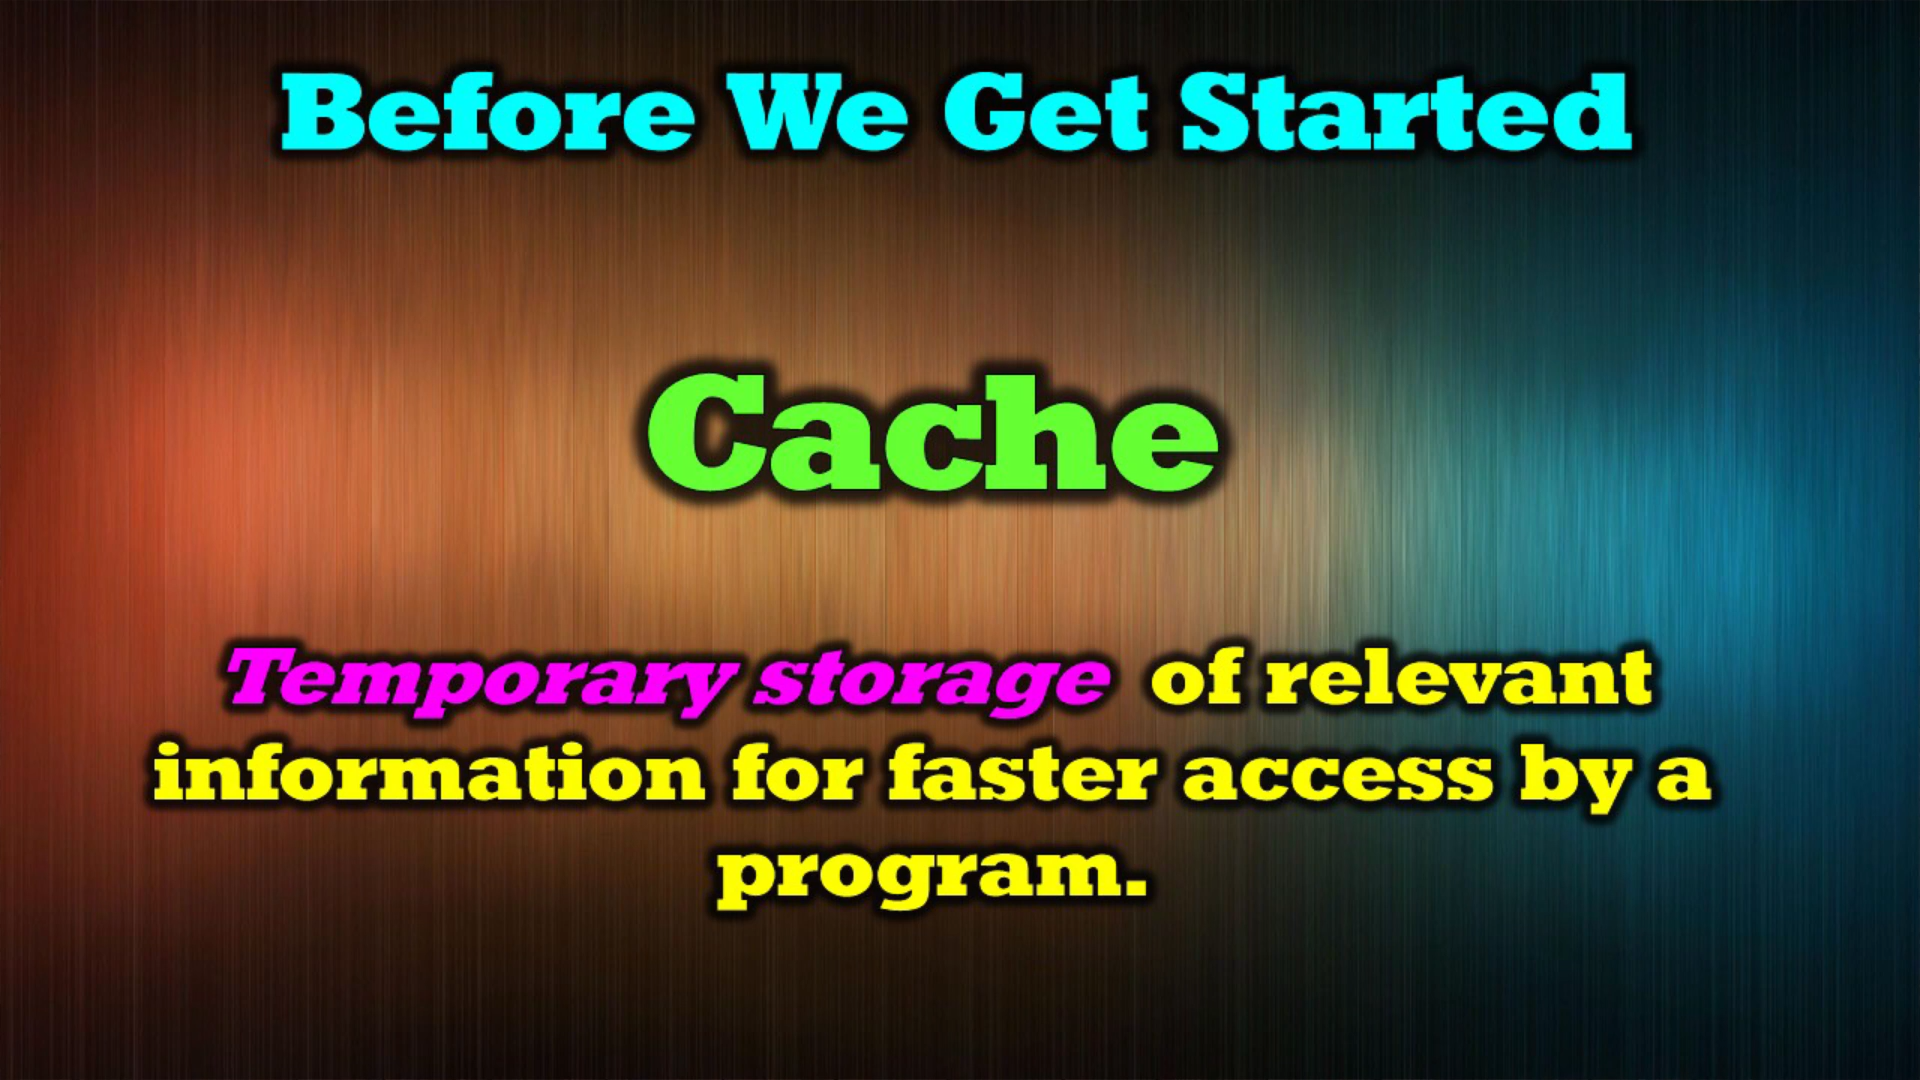 Before We Get Started
Cache
Temporary storage of relevant
information for faster access by a
program.